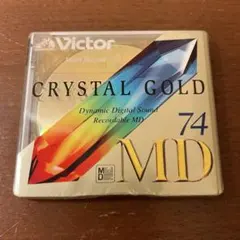 Victor
CRYSTAL GOLD
Dynamic Digital Sound
Recordable MD
74
MD